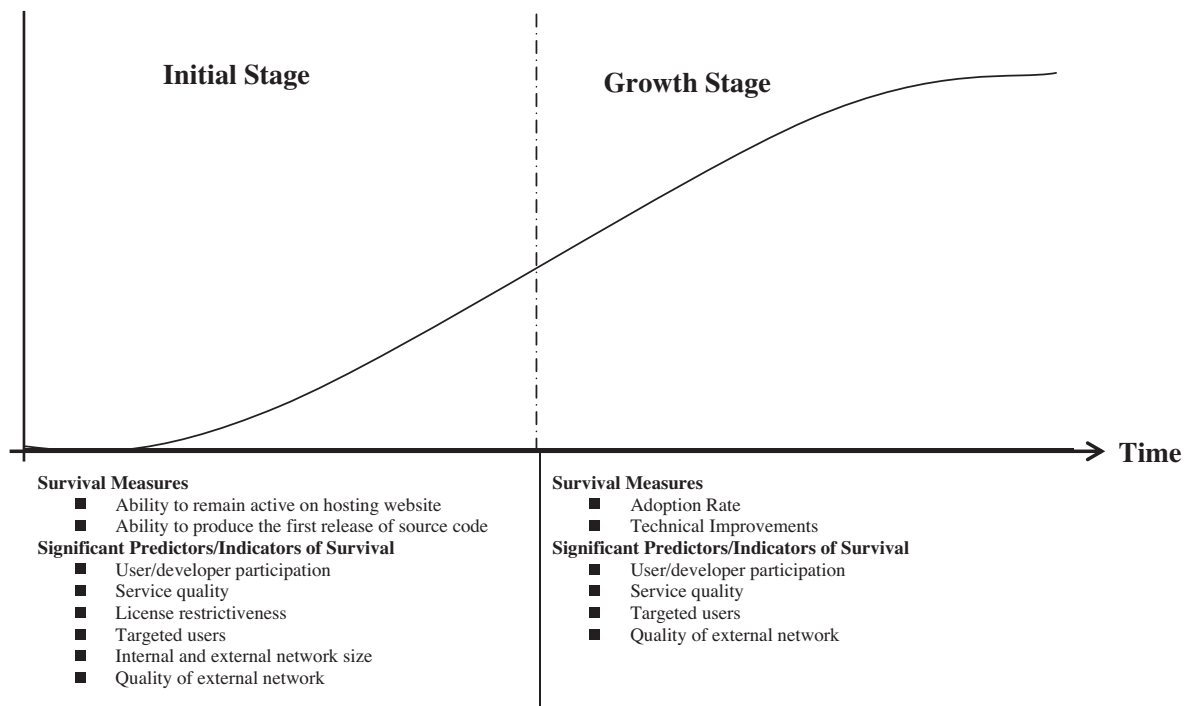 Initial Stage
Growth Stage
Time
Survival Measures
Ability to remain active on hosting website
Ability to produce the first release of source code
Significant Predictors/Indicators of Survival
User/developer participation
Service quality
License restrictiveness
Targeted users
Internal and external network size
Quality of external network
Survival Measures
Adoption Rate
Technical Improvements
Significant Predictors/Indicators of Survival
User/developer participation
Service quality
Targeted users
Quality of external network